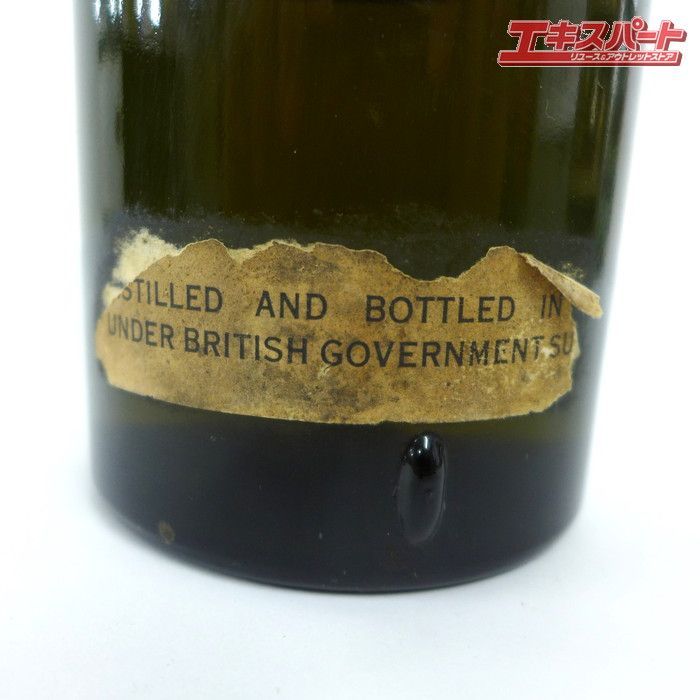 エキスパート
リユース&アウトレットストア
STILLED AND BOTTLED IN
UNDER BRITISH GOVERNMENT SU